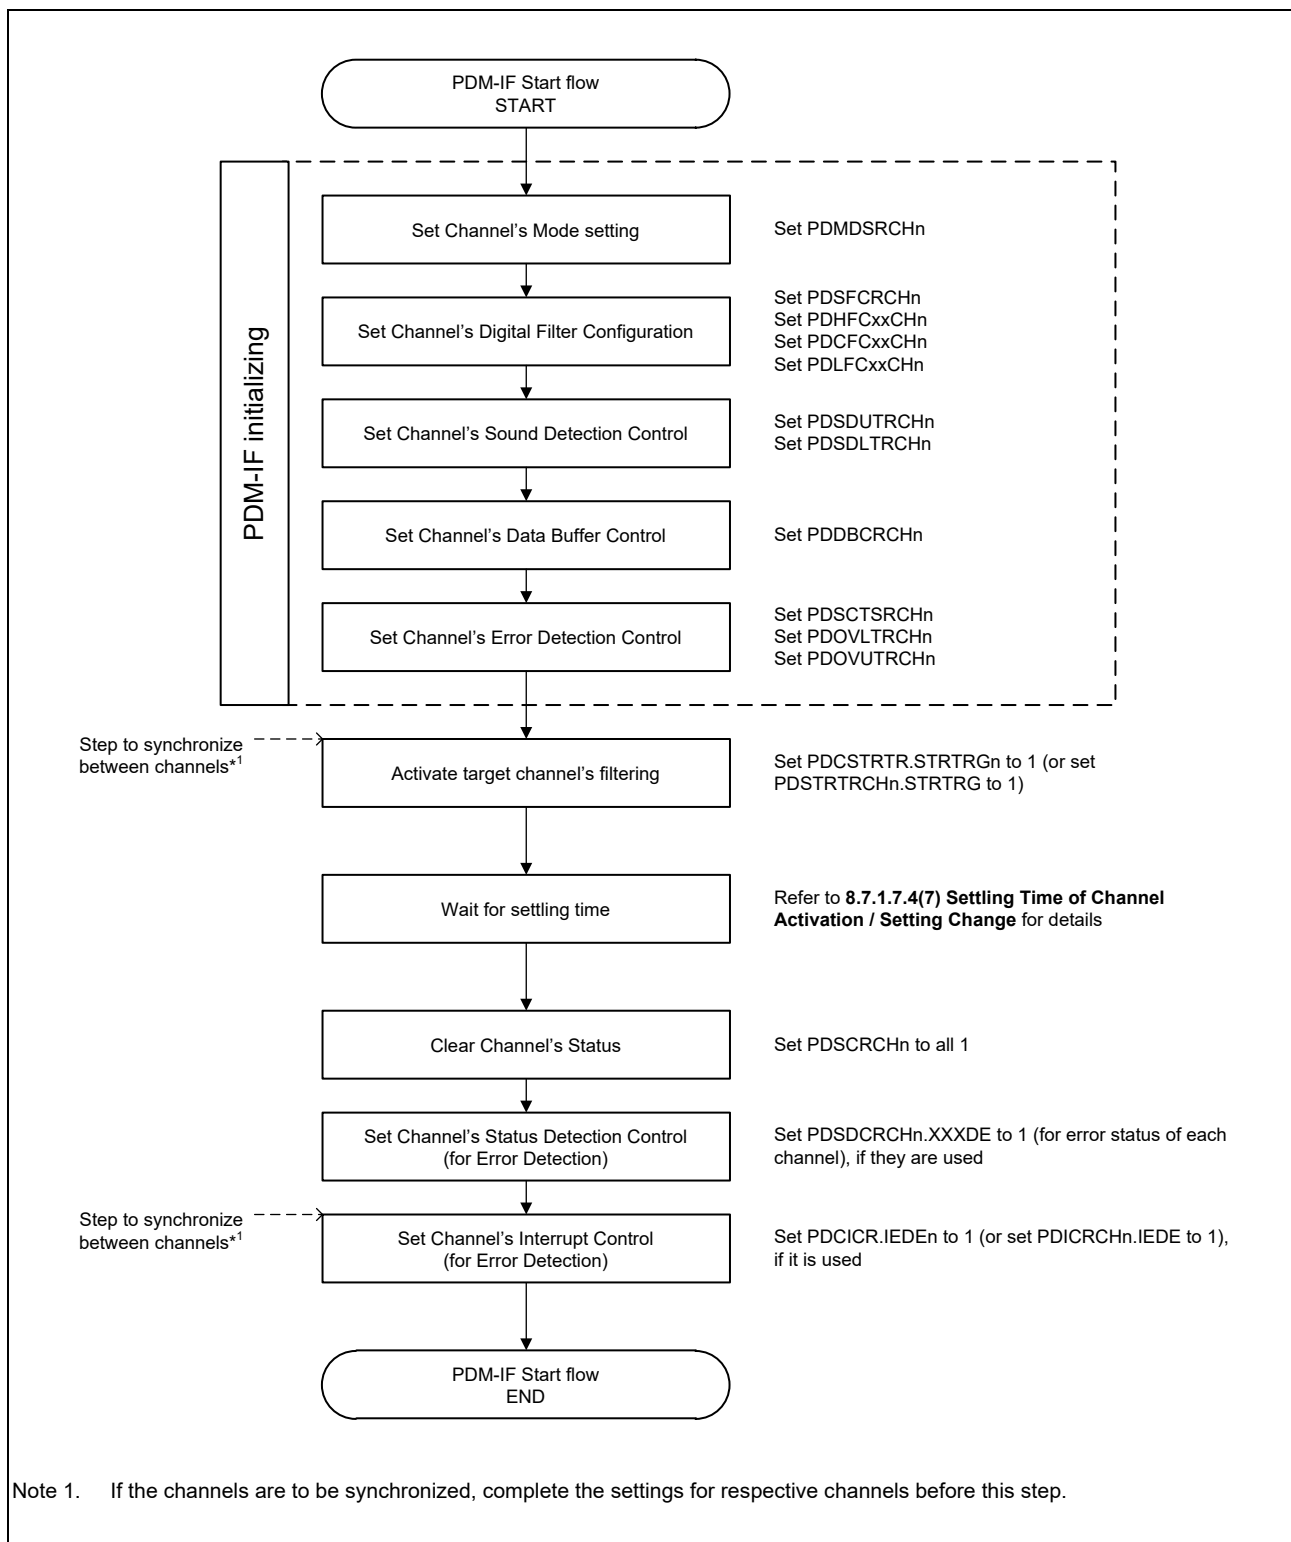 PDM-IF Start flow
START
PDM-IF initializing
Set Channel's Mode setting
Set PDMDSRCHn
Set Channel's Digital Filter Configuration
Set PDSFCRCHn
Set PDHFCxxCHn
Set PDCFCxxCHn
Set PDLFCxxCHn
Set Channel's Sound Detection Control
Set PDSDUTRCHn
Set PDSDLTRCHn
Set Channel's Data Buffer Control
Set PDDBCRCHn
Set Channel's Error Detection Control
Set PDSCTSRCHn
Set PDOVLTRCHn
Set PDOVUTRCHn
Step to synchronize
between channels*1
Activate target channel's filtering
Set PDCSTRTR.STRTRGn to 1 (or set
PDSTRTRCHn.STRTRG to 1)
Wait for settling time
Refer to 8.7.1.7.4(7) Settling Time of Channel
Activation / Setting Change for details
Clear Channel's Status
Set PDSCRCHn to all 1
Set Channel's Status Detection Control
(for Error Detection)
Set PDSDCRCHn.XXXDE to 1 (for error status of each
channel), if they are used
Step to synchronize
between channels*1
Set Channel's Interrupt Control
(for Error Detection)
Set PDCICR.IEDEn to 1 (or set PDICRCHn.IEDE to 1),
if it is used
PDM-IF Start flow
END
Note 1. If the channels are to be synchronized, complete the settings for respective channels before this step.